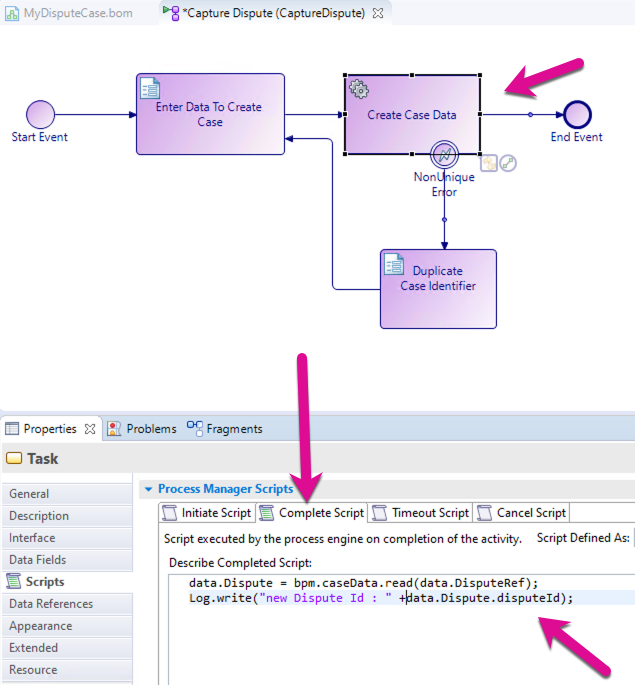 MyDisputeCase.bom
*Capture Dispute (CaptureDispute)
Enter Data To Create
Case
Create Case Data
Start Event
End Event
NonUnique
Error
Duplicate
Case Identifier
Properties
Problems
Fragments
Task
General
Description
Interface
Data Fields
Scripts
Data References
Appearance
Extended
Resource
Process Manager Scripts
Initiate Script
Complete Script
Timeout Script
Cancel Script
Script executed by the process engine on completion of the activity.
Script Defined As:
Describe Completed Script:
data.Dispute = bpm.caseData.read(data.DisputeRef);
Log.write("new Dispute Id : " +data.Dispute.disputeId);